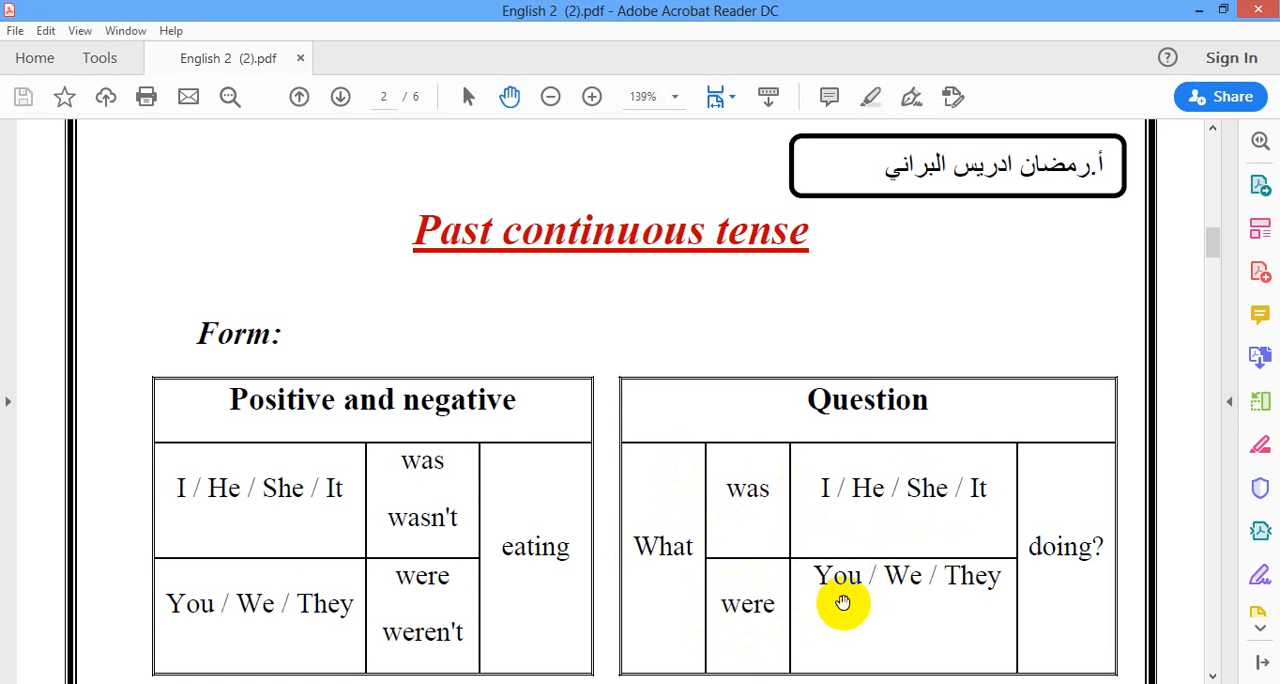 English 2  (2).pdf - Adobe Acrobat Reader DC
File Edit View Window Help
Home Tools English 2  (2).pdf × Sign In
2 / 6 139% Share
أ.رمضان ادريس البراني
Past continuous tense
Form:
Positive and negative
I / He / She / It
was
wasn't
eating
You / We / They
were
weren't
Question
What
was
I / He / She / It
doing?
were
You / We / They